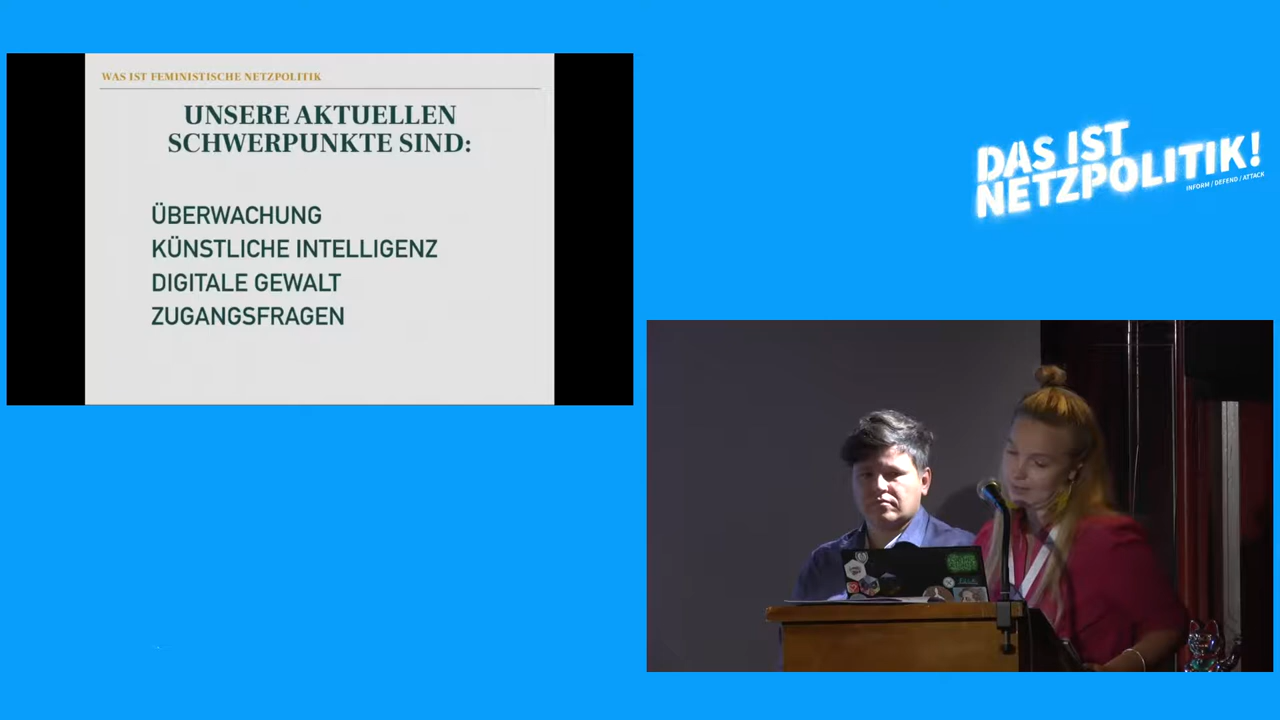 WAS IST FEMINISTISCHE NETZPOLITIK
UNSERE AKTUELLEN
SCHWERPUNKTE SIND:
ÜBERWACHUNG
KÜNSTLICHE INTELLIGENZ
DIGITALE GEWALT
ZUGANGSFRAGEN
DAS IST
NETZPOLITIK!
INFORM / DEFEND / ATTACK